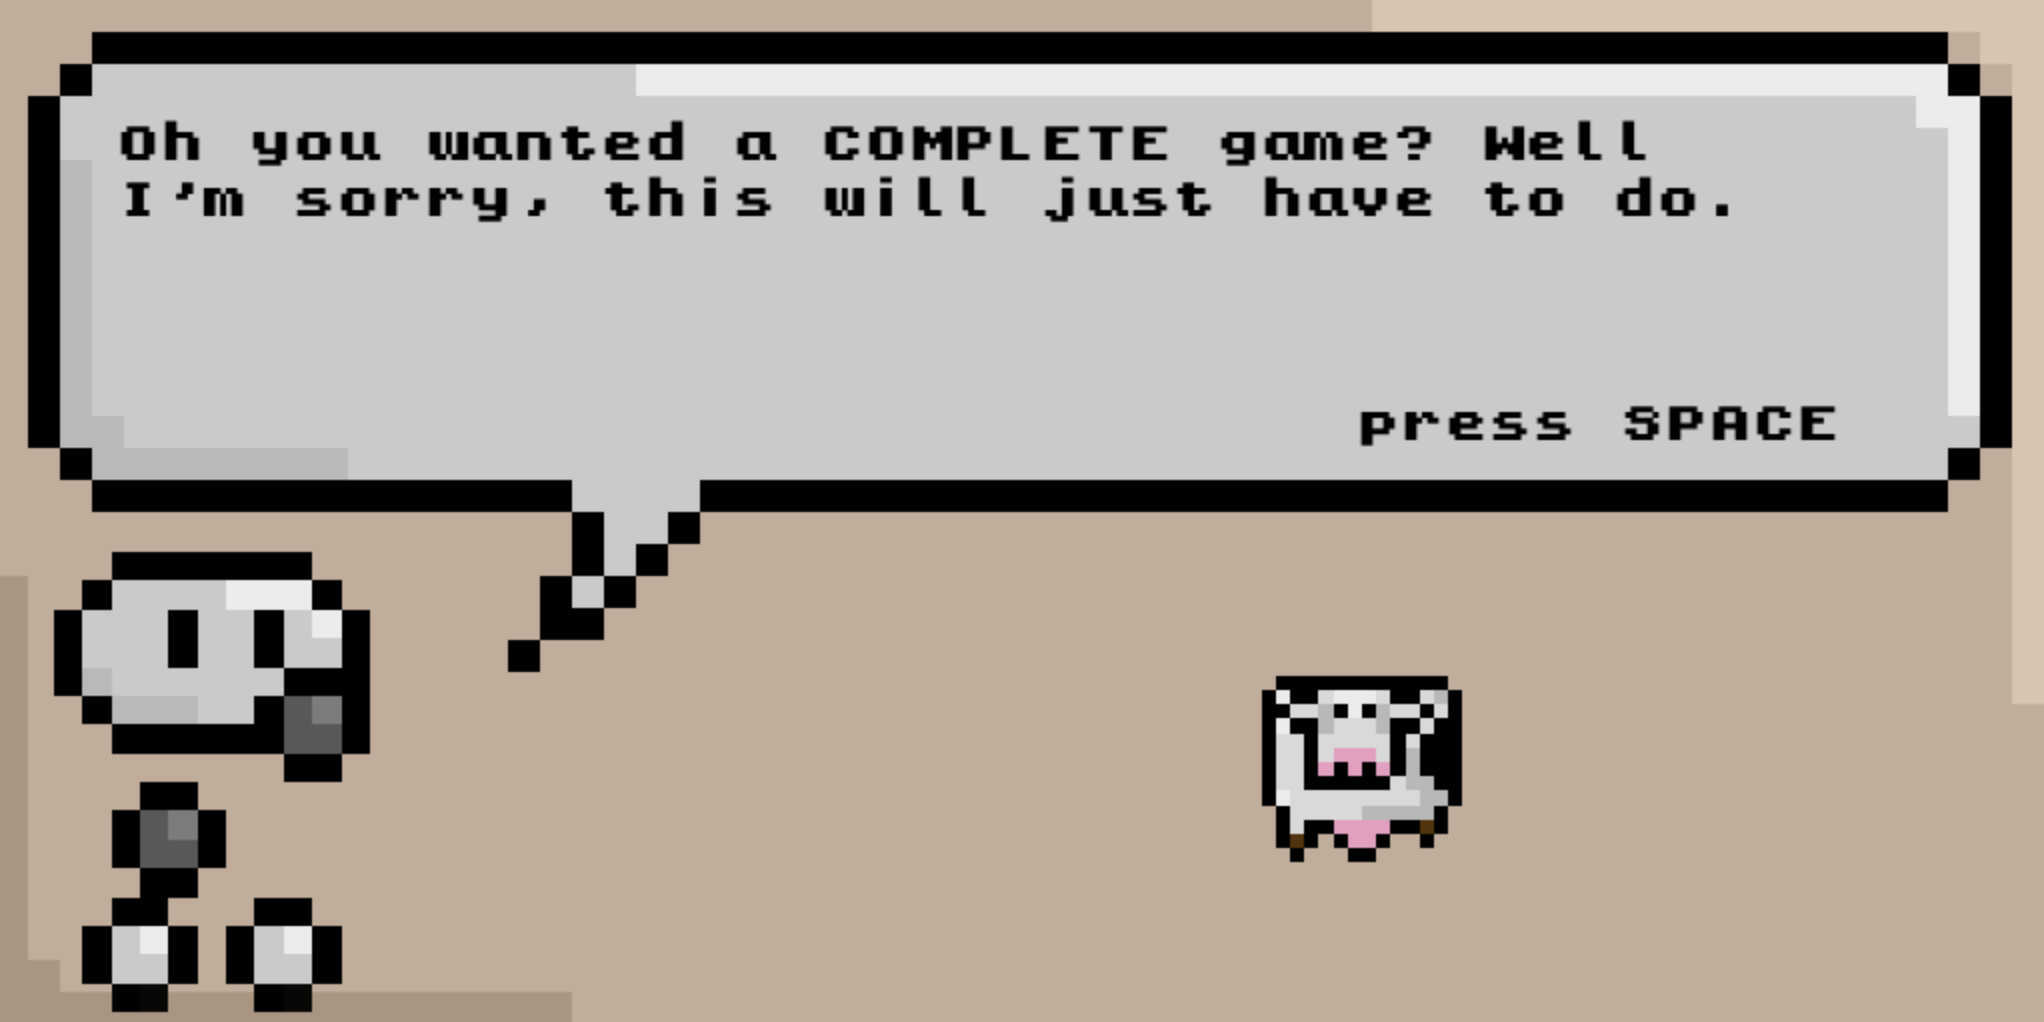 Oh you wanted a COMPLETE game? Well
I'm sorry, this will just have to do.
press SPACE